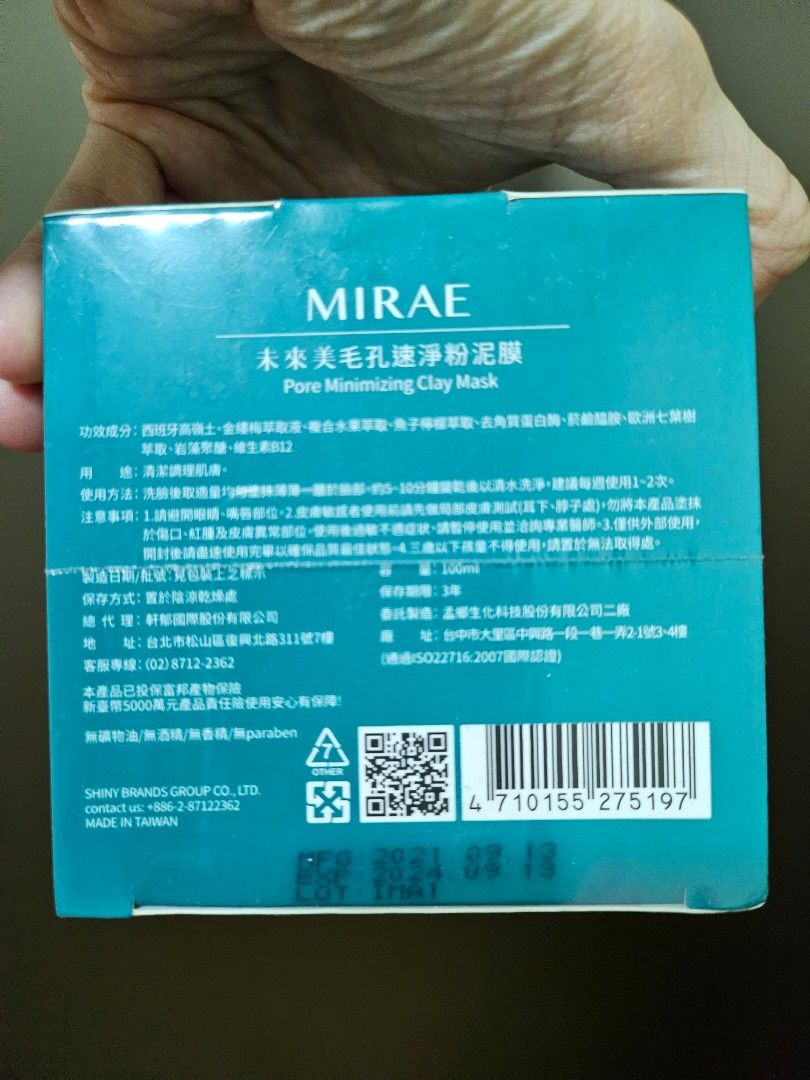 MIRAE
未來美毛孔速淨粉泥膜
Pore Minimizing Clay Mask
功效成分：西班牙高嶺土、金縷梅萃取液、複合水果萃取、魚子檸檬萃取、去角質蛋白酶、菸鹼醯胺、歐洲七葉樹
萃取、岩藻聚醣、維生素B12
用 途：清潔調理肌膚。
使用方法：洗臉後取適量均勻塗抹薄薄一層於臉部，約5-10分鐘變乾後以清水洗淨，建議每週使用1~2次。
注意事項：1.請避開眼睛、嘴唇部位。2.皮膚敏感者使用前請先做局部皮膚測試(耳下、脖子處)，勿將本產品塗抹
於傷口、紅腫及皮膚異常部位，使用後過敏不適症狀，請暫停使用並洽詢專業醫師。3.僅供外部使用，
開封後請盡速使用完畢以確保品質最佳狀態。4.三歲以下孩童不得使用，請置於無法取得處。
製造日期/批號：見包裝上之標示
容 量：100ml
保存方式：置於陰涼乾燥處
保存期限：3年
總 代 理：軒郁國際股份有限公司
委託製造：孟鄉生化科技股份有限公司二廠
地 址：台北市松山區復興北路311號7樓
廠 址：台中市大里區中興路一段一巷一弄2-1號3~4樓
客服專線：(02)8712-2362
(通過ISO22716:2007國際認證)
本產品已投保富邦產物保險
新臺幣5000萬元產品責任險使用安心有保障!
無礦物油/無酒精/無香精/無paraben
7
OTHER
SHINY BRANDS GROUP CO., LTD.
contact us: +886-2-87122362
MADE IN TAIWAN
4 710155 275197
MFG : 2021 09 13
EXP : 2024 09 13
LOT :